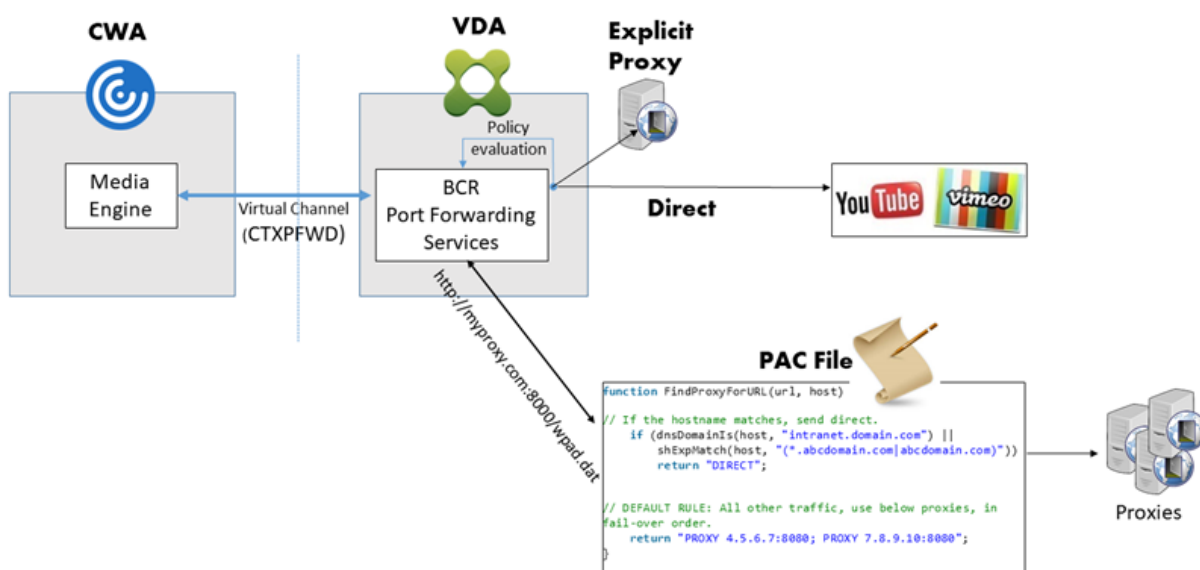 CWA
VDA
Explicit
Proxy
Policy
evaluation
Media
Engine
Virtual Channel
(CTXPFWD)
BCR
Port Forwarding
Services
Direct
YouTube
vimeo
http://myproxy.com:8000/wpad.dat
PAC File
function FindProxyForURL(url, host)
// If the hostname matches, send direct.
if (dnsDomainIs(host, "intranet.domain.com") ||
shExpMatch(host, "(*.abcdomain.com|abcdomain.com)"))
return "DIRECT";
// DEFAULT RULE: All other traffic, use below proxies, in
fail-over order.
return "PROXY 4.5.6.7:8080; PROXY 7.8.9.10:8080";
}
Proxies